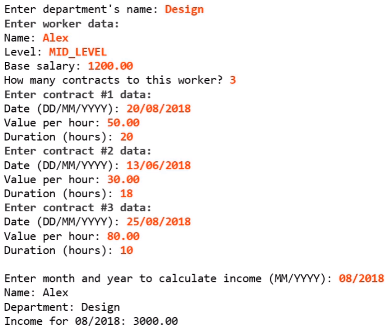 Enter department's name: Design
Enter worker data:
Name: Alex
Level: MID_LEVEL
Base salary: 1200.00
How many contracts to this worker? 3
Enter contract #1 data:
Date (DD/MM/YYYY): 20/08/2018
Value per hour: 50.00
Duration (hours): 20
Enter contract #2 data:
Date (DD/MM/YYYY): 13/06/2018
Value per hour: 30.00
Duration (hours): 18
Enter contract #3 data:
Date (DD/MM/YYYY): 25/08/2018
Value per hour: 80.00
Duration (hours): 10
Enter month and year to calculate income (MM/YYYY): 08/2018
Name: Alex
Department: Design
Income for 08/2018: 3000.00